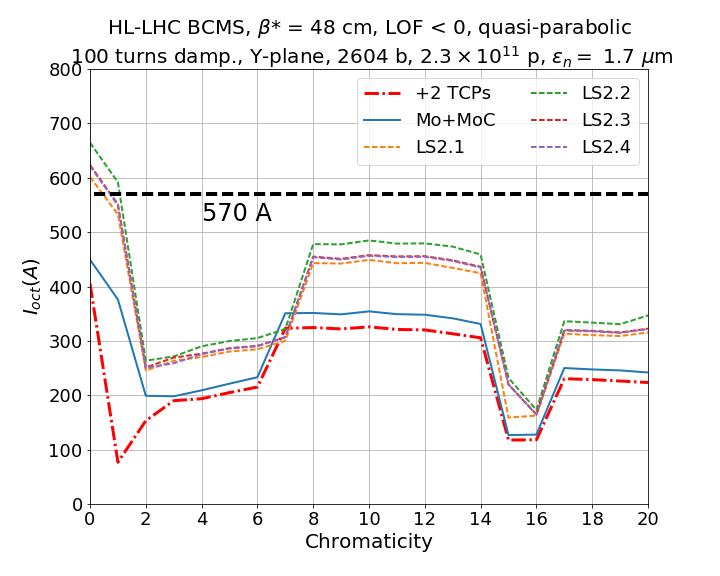 HL-LHC BCMS, β* = 48 cm, LOF < 0, quasi-parabolic
100 turns damp., Y-plane, 2604 b, 2.3 × 10¹¹ p, εₙ = 1.7 μm
800
700
600
500
400
300
200
100
0
I_oct(A)
+2 TCPs
Mo+MoC
LS2.1
LS2.2
LS2.3
LS2.4
570 A
0 2 4 6 8 10 12 14 16 18 20
Chromaticity